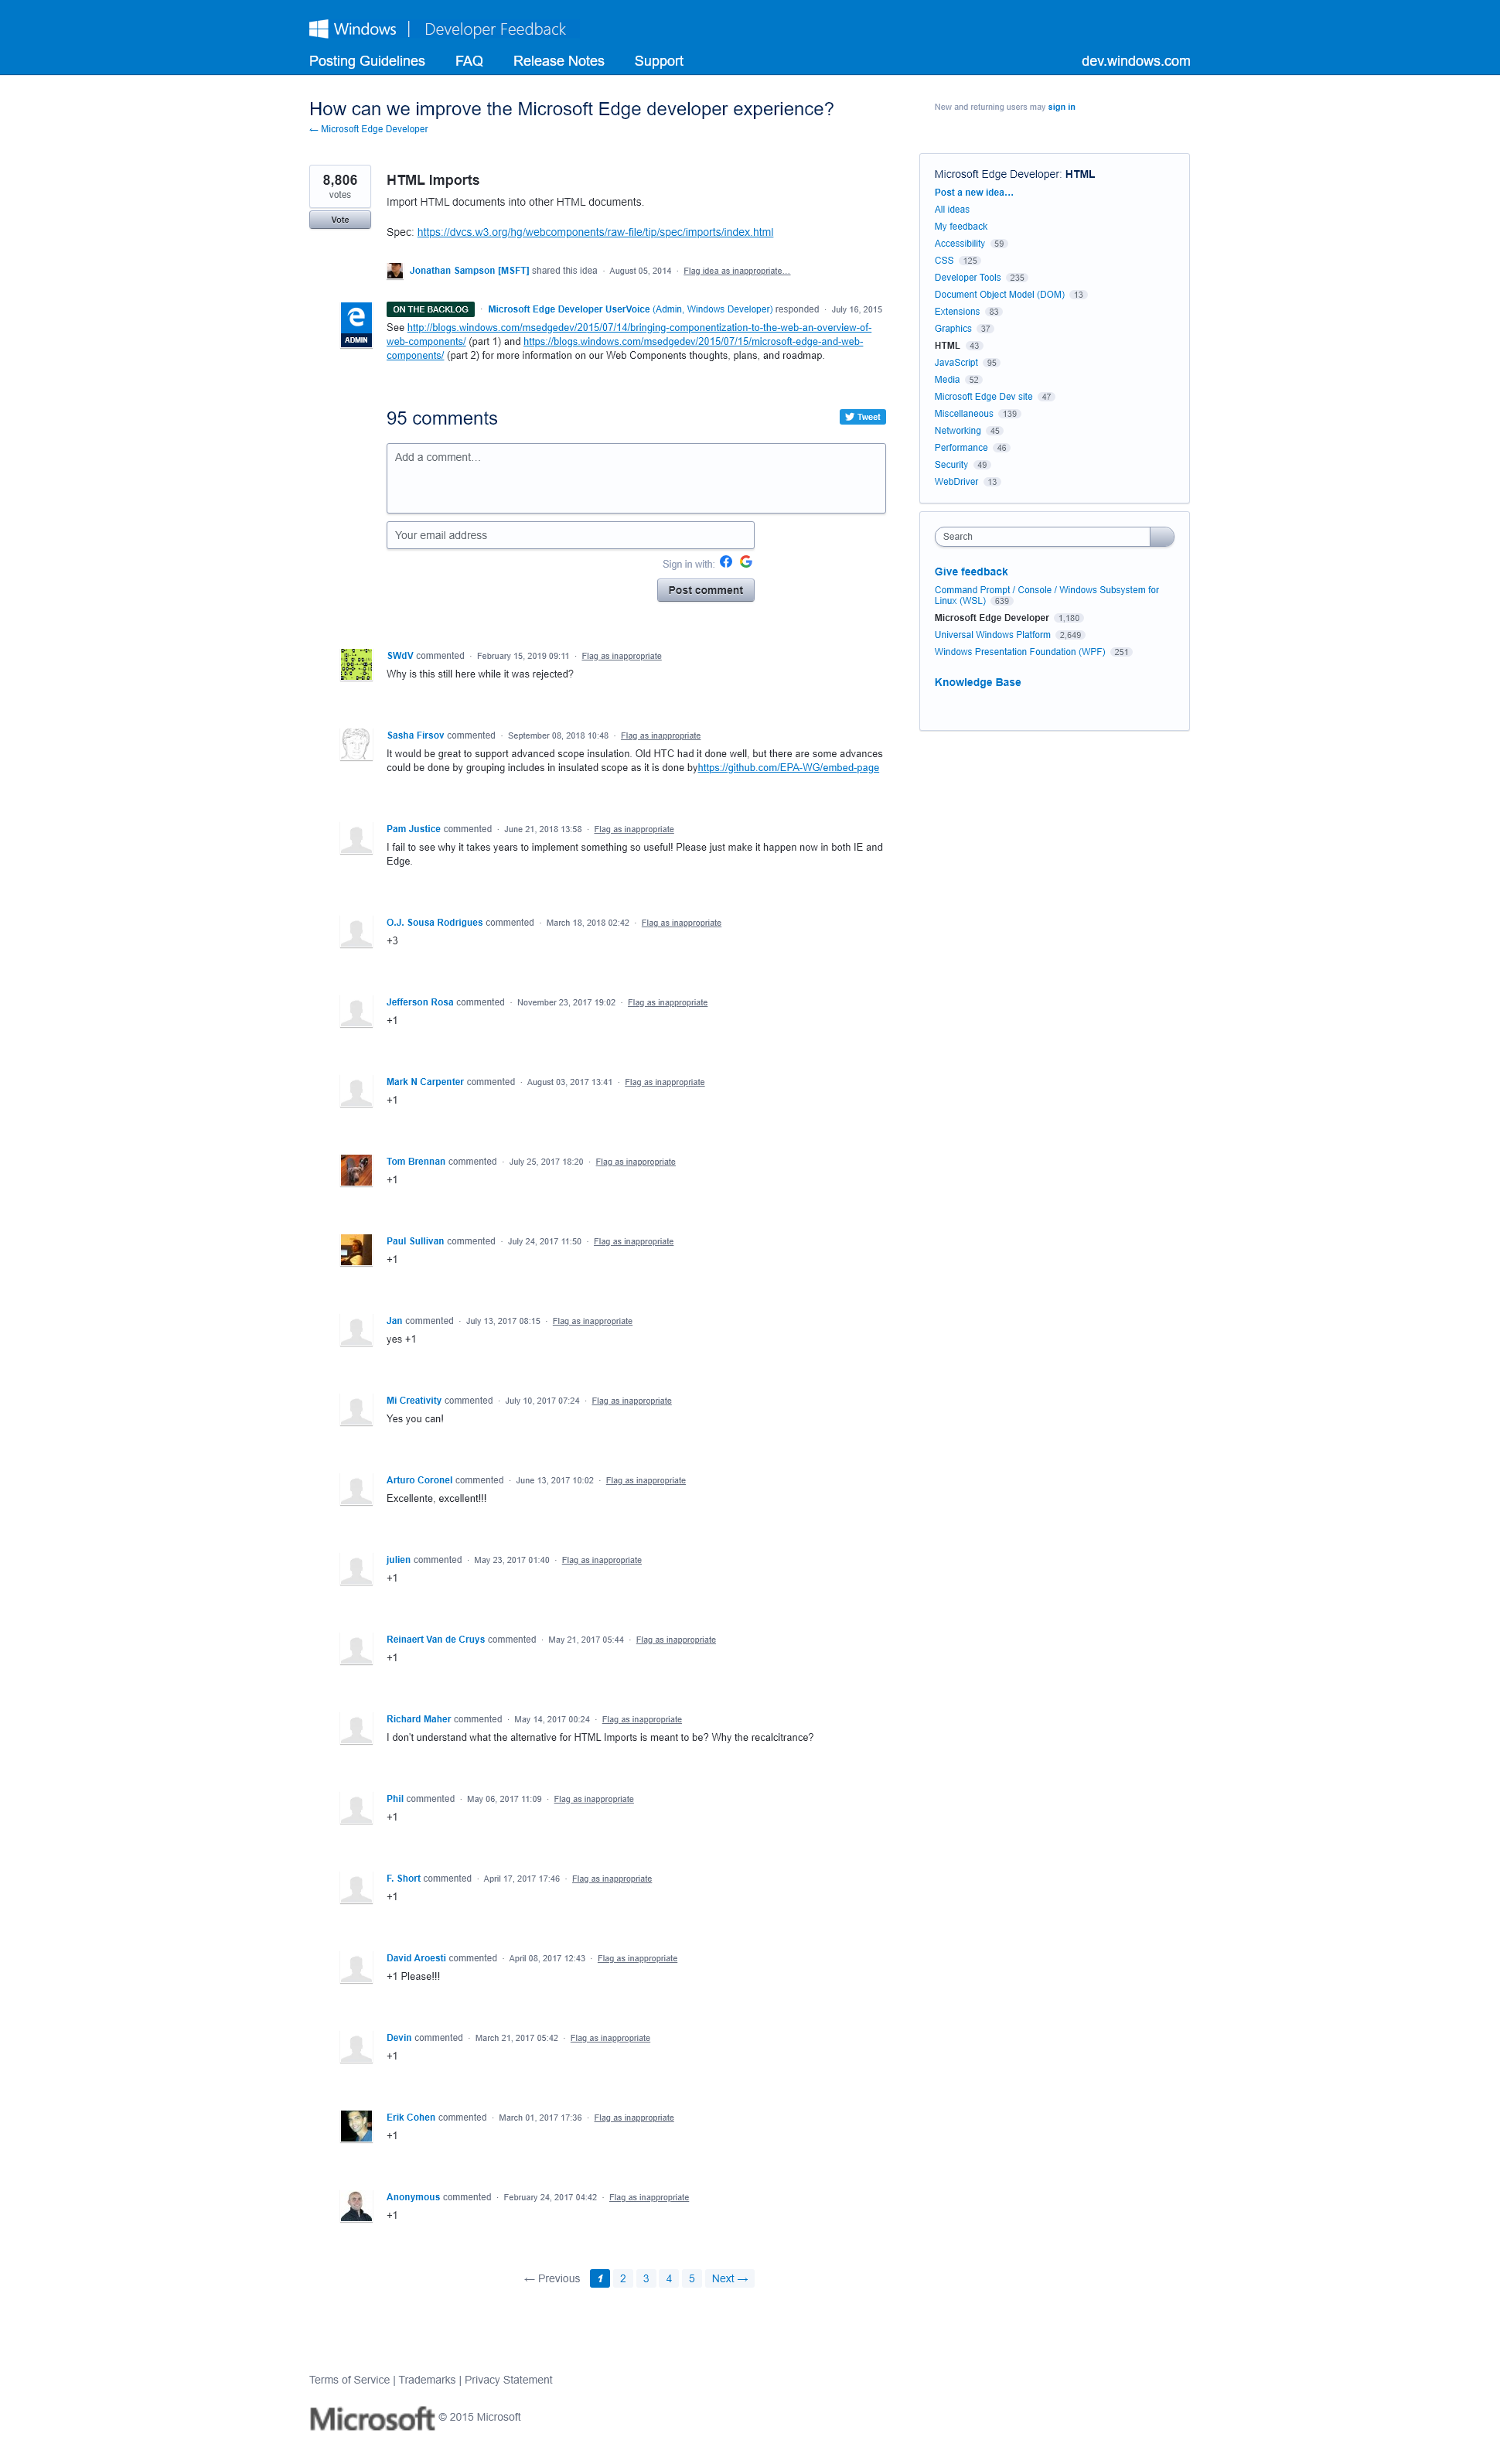 Windows | Developer Feedback
Posting Guidelines FAQ Release Notes Support dev.windows.com
How can we improve the Microsoft Edge developer experience?
← Microsoft Edge Developer
New and returning users may sign in
8,806
votes
Vote
HTML Imports
Import HTML documents into other HTML documents.
Spec: https://dvcs.w3.org/hg/webcomponents/raw-file/tip/spec/imports/index.html
Jonathan Sampson [MSFT] shared this idea · August 05, 2014 · Flag idea as inappropriate…
ADMIN
ON THE BACKLOG · Microsoft Edge Developer UserVoice (Admin, Windows Developer) responded · July 16, 2015
See http://blogs.windows.com/msedgedev/2015/07/14/bringing-componentization-to-the-web-an-overview-of-
web-components/ (part 1) and https://blogs.windows.com/msedgedev/2015/07/15/microsoft-edge-and-web-
components/ (part 2) for more information on our Web Components thoughts, plans, and roadmap.
95 comments
Tweet
Add a comment…
Your email address
Sign in with:
Post comment
SWdV commented · February 15, 2019 09:11 · Flag as inappropriate
Why is this still here while it was rejected?
Sasha Firsov commented · September 08, 2018 10:48 · Flag as inappropriate
It would be great to support advanced scope insulation. Old HTC had it done well, but there are some advances
could be done by grouping includes in insulated scope as it is done byhttps://github.com/EPA-WG/embed-page
Pam Justice commented · June 21, 2018 13:58 · Flag as inappropriate
I fail to see why it takes years to implement something so useful! Please just make it happen now in both IE and
Edge.
O.J. Sousa Rodrigues commented · March 18, 2018 02:42 · Flag as inappropriate
+3
Jefferson Rosa commented · November 23, 2017 19:02 · Flag as inappropriate
+1
Mark N Carpenter commented · August 03, 2017 13:41 · Flag as inappropriate
+1
Tom Brennan commented · July 25, 2017 18:20 · Flag as inappropriate
+1
Paul Sullivan commented · July 24, 2017 11:50 · Flag as inappropriate
+1
Jan commented · July 13, 2017 08:15 · Flag as inappropriate
yes +1
Mi Creativity commented · July 10, 2017 07:24 · Flag as inappropriate
Yes you can!
Arturo Coronel commented · June 13, 2017 10:02 · Flag as inappropriate
Excellente, excellent!!!
julien commented · May 23, 2017 01:40 · Flag as inappropriate
+1
Reinaert Van de Cruys commented · May 21, 2017 05:44 · Flag as inappropriate
+1
Richard Maher commented · May 14, 2017 00:24 · Flag as inappropriate
I don't understand what the alternative for HTML Imports is meant to be? Why the recalcitrance?
Phil commented · May 06, 2017 11:09 · Flag as inappropriate
+1
F. Short commented · April 17, 2017 17:46 · Flag as inappropriate
+1
David Aroesti commented · April 08, 2017 12:43 · Flag as inappropriate
+1 Please!!!
Devin commented · March 21, 2017 05:42 · Flag as inappropriate
+1
Erik Cohen commented · March 01, 2017 17:36 · Flag as inappropriate
+1
Anonymous commented · February 24, 2017 04:42 · Flag as inappropriate
+1
← Previous 1 2 3 4 5 Next →
Microsoft Edge Developer: HTML
Post a new idea…
All ideas
My feedback
Accessibility 59
CSS 125
Developer Tools 235
Document Object Model (DOM) 13
Extensions 83
Graphics 37
HTML 43
JavaScript 95
Media 52
Microsoft Edge Dev site 47
Miscellaneous 139
Networking 45
Performance 46
Security 49
WebDriver 13
Search
Give feedback
Command Prompt / Console / Windows Subsystem for
Linux (WSL) 639
Microsoft Edge Developer 1,180
Universal Windows Platform 2,649
Windows Presentation Foundation (WPF) 251
Knowledge Base
Terms of Service | Trademarks | Privacy Statement
Microsoft © 2015 Microsoft